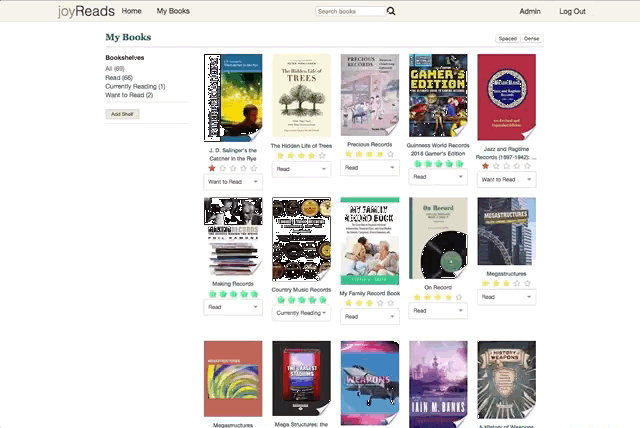 joyReads
Home
My Books
Search books
Admin
Log Out
My Books
Spaced
Dense
Bookshelves
All (69)
Read (66)
Currently Reading (1)
Want to Read (2)
Add Shelf
J. D. Salinger's the
Catcher in the Rye
Want to Read
The Hidden Life of
TREES
The Hidden Life of Trees
Read
PRECIOUS
RECORDS
Precious Records
Read
GAMER'S
EDITION
Guinness World Records
2018 Gamer's Edition
Read
Jazz and Ragtime
Records (1897-1942): ...
Want to Read
Making Records
Read
Country Music Records
Currently Reading
MY FAMILY
RECORD BOOK
My Family Record Book
Read
On Record
On Record
Read
MEGASTRUCTURES
Megastructures
Read
MEGASTRUCTURES
Megastructures
THE LARGEST
STADIUMS
Mega Structures: the
WEAPONS
IAIN M. BANKS
HISTORY
WEAPONS
A History of Weapons